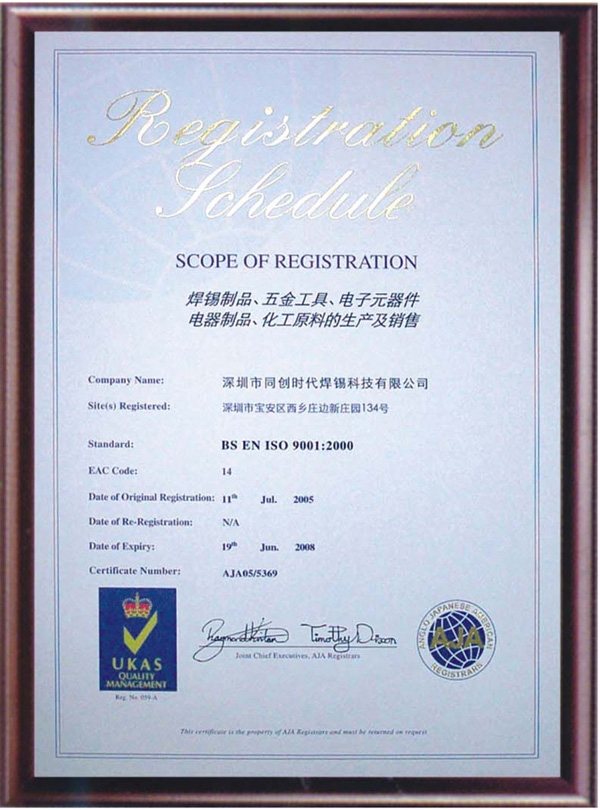 Registration
Schedule
SCOPE OF REGISTRATION
焊锡制品、五金工具、电子元器件
电器制品、化工原料的生产及销售
Company Name: 深圳市同创时代焊锡科技有限公司
Site(s) Registered: 深圳市宝安区西乡庄边新庄园134号
Standard: BS EN ISO 9001:2000
EAC Code: 14
Date of Original Registration: 11th Jul. 2005
Date of Re-Registration: N/A
Date of Expiry: 19th Jun. 2008
Certificate Number: AJA05/5369
UKAS
QUALITY
MANAGEMENT
Reg. No 059-A
Timothy Dixon
Joint Chief Executives, AJA Registrars
ANGLO JAPANESE AMERICAN
AJA
REGISTRARS
This certificate is the property of AJA Registrars and must be returned on request